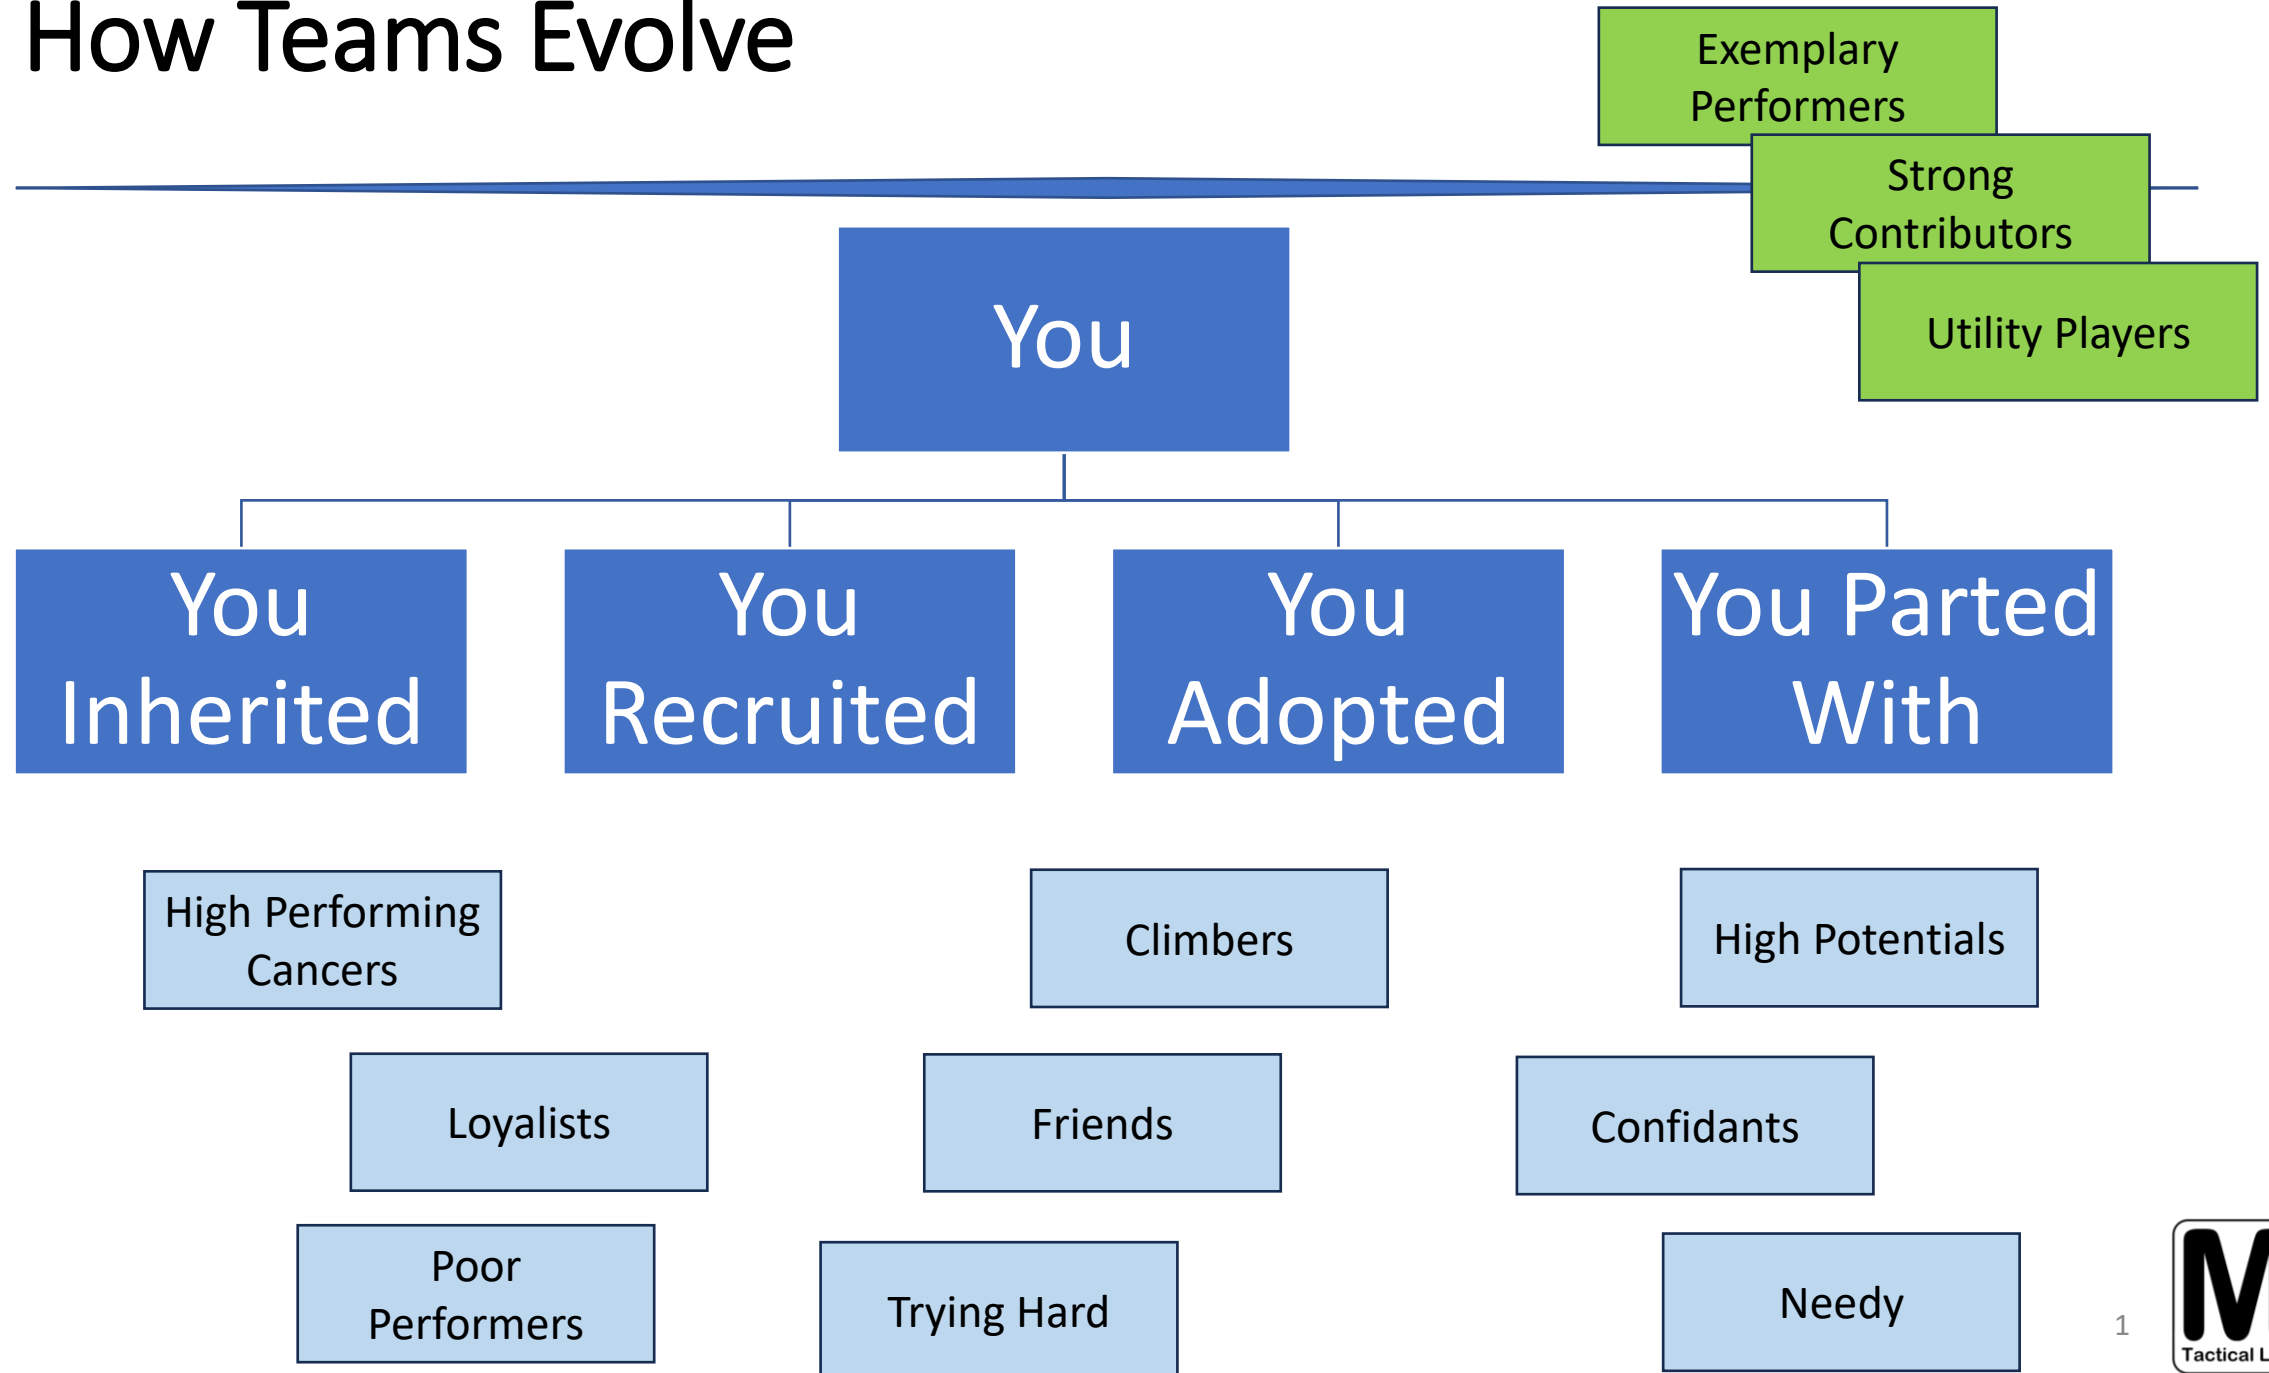 How Teams Evolve
Exemplary
Performers
Strong
Contributors
Utility Players
You
You
Inherited
You
Recruited
You
Adopted
You Parted
With
High Performing
Cancers
Climbers
High Potentials
Loyalists
Friends
Confidants
Poor
Performers
Trying Hard
Needy
1
Tactical